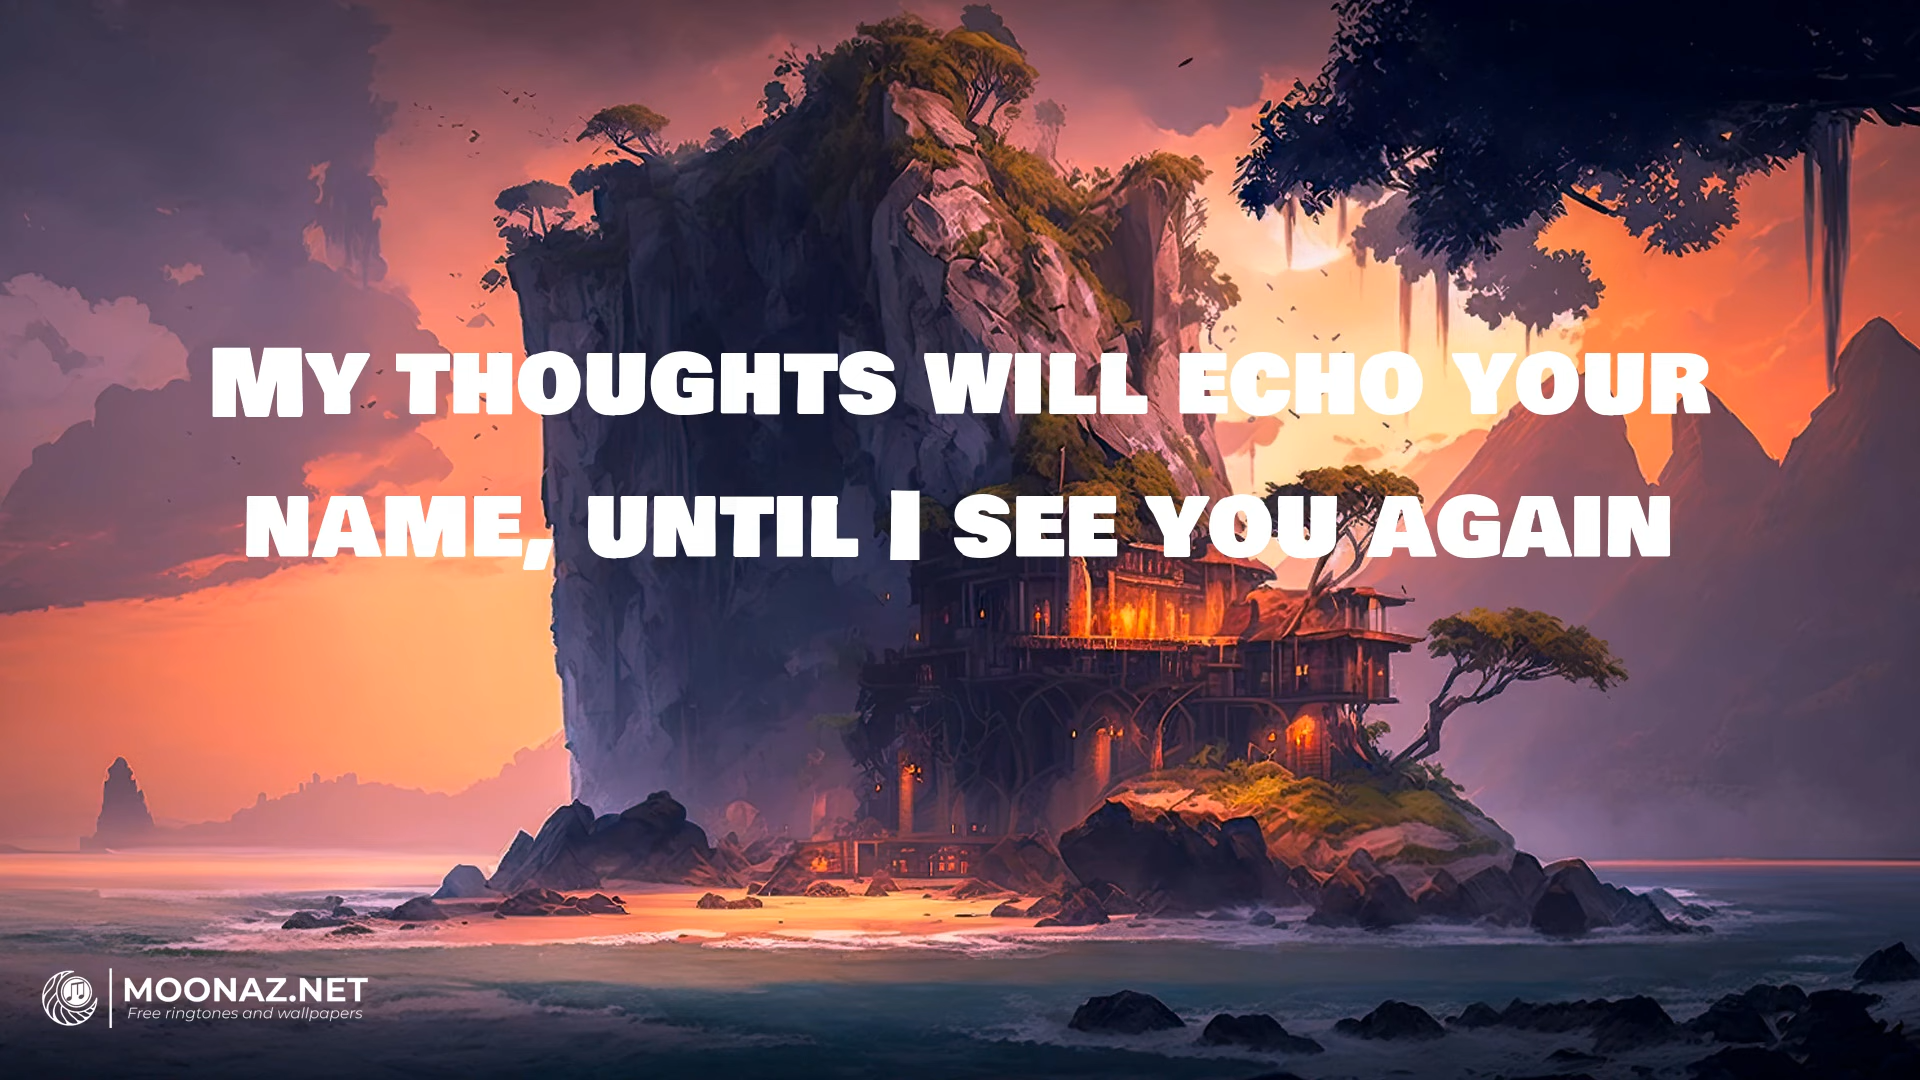 My thoughts will echo your
name, until I see you again
MOONAZ.NET
Free ringtones and wallpapers